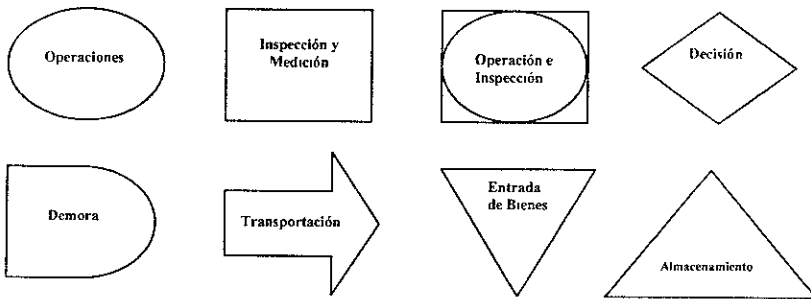 Operaciones
Inspección y
Medición
Operación e
Inspección
Decisión
Demora
Transportación
Entrada
de Bienes
Almacenamiento